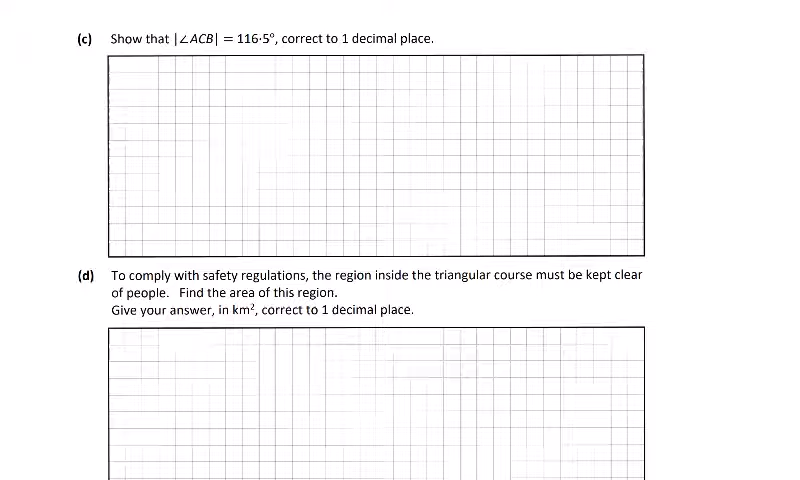 (c) Show that |∠ACB| = 116·5°, correct to 1 decimal place.
(d) To comply with safety regulations, the region inside the triangular course must be kept clear
of people. Find the area of this region.
Give your answer, in km², correct to 1 decimal place.